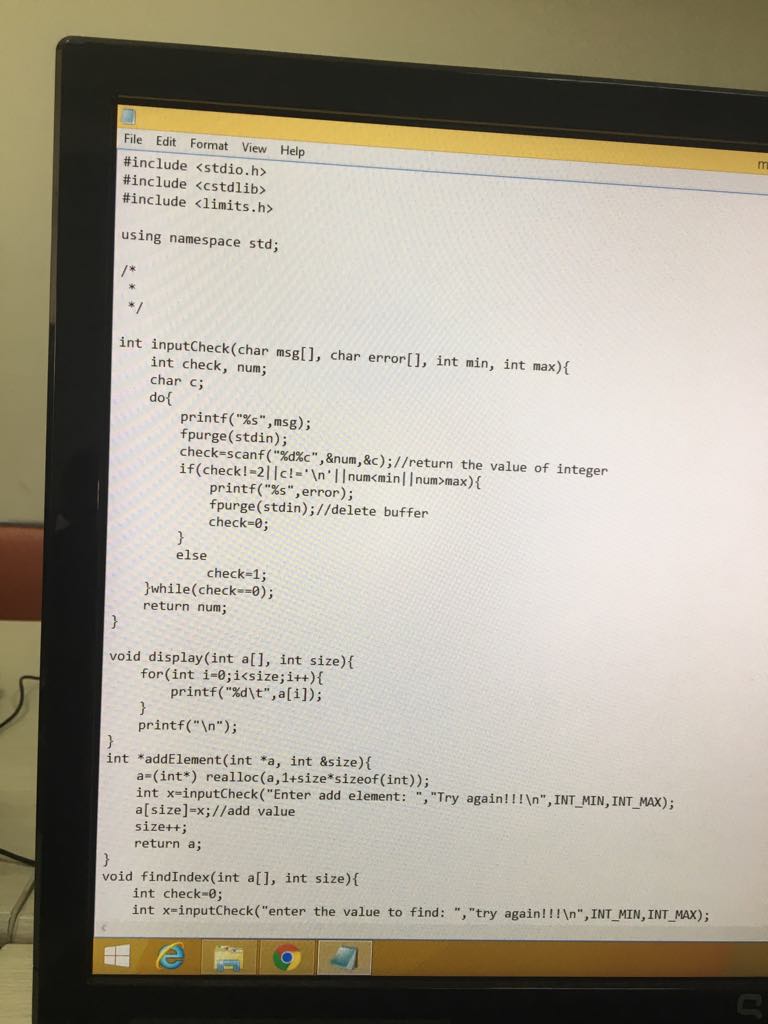 File Edit Format View Help
#include <stdio.h>
#include <cstdlib>
#include <limits.h>
using namespace std;
/*
*
*/
int inputCheck(char msg[], char error[], int min, int max){
int check, num;
char c;
do{
printf("%s",msg);
fpurge(stdin);
check=scanf("%d%c",&num,&c);//return the value of integer
if(check!=2||c!='\n'||num<min||num>max){
printf("%s",error);
fpurge(stdin);//delete buffer
check=0;
}
else
check=1;
}while(check==0);
return num;
}
void display(int a[], int size){
for(int i=0;i<size;i++){
printf("%d\t",a[i]);
}
printf("\n");
}
int *addElement(int *a, int &size){
a=(int*) realloc(a,1+size*sizeof(int));
int x=inputCheck("Enter add element: ","Try again!!!\n",INT_MIN,INT_MAX);
a[size]=x;//add value
size++;
return a;
}
void findIndex(int a[], int size){
int check=0;
int x=inputCheck("enter the value to find: ","try again!!!\n",INT_MIN,INT_MAX);